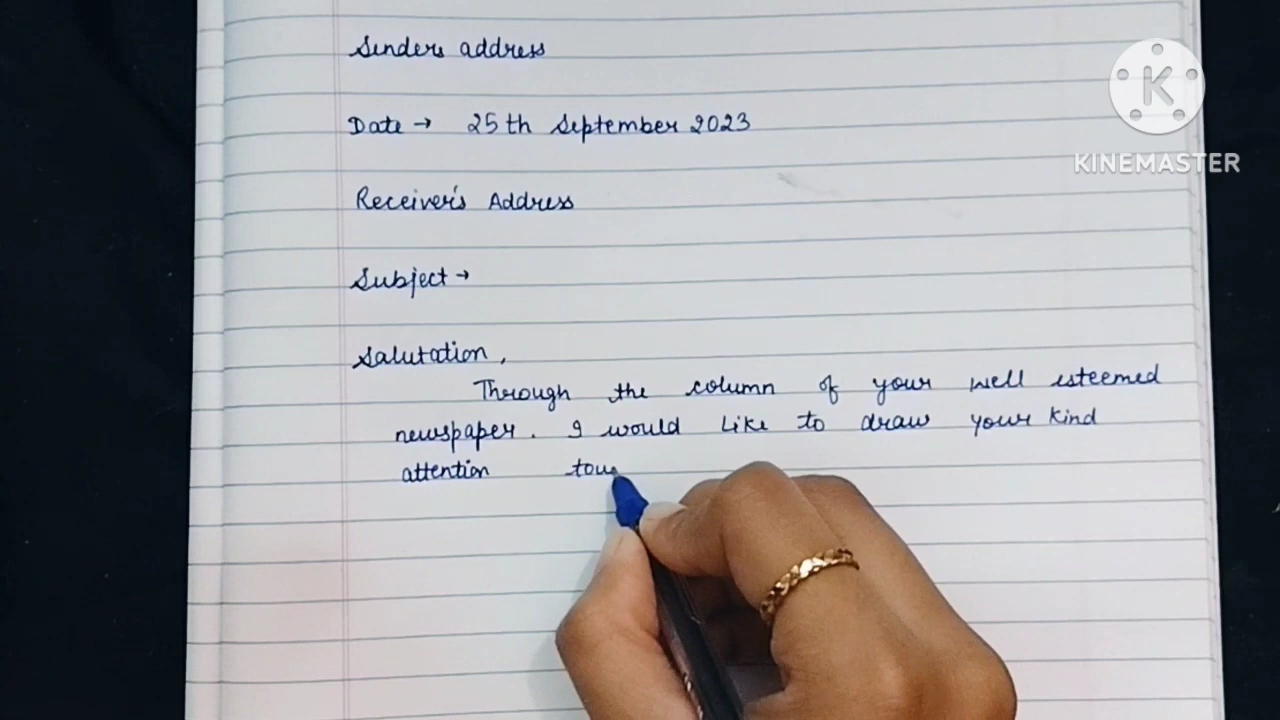 Senders address
Date → 25th September 2023
Receiver's Address
Subject →
Salutation,
Through the column of your well esteemed
newspaper. I would like to draw your kind
attention
K
KINEMASTER